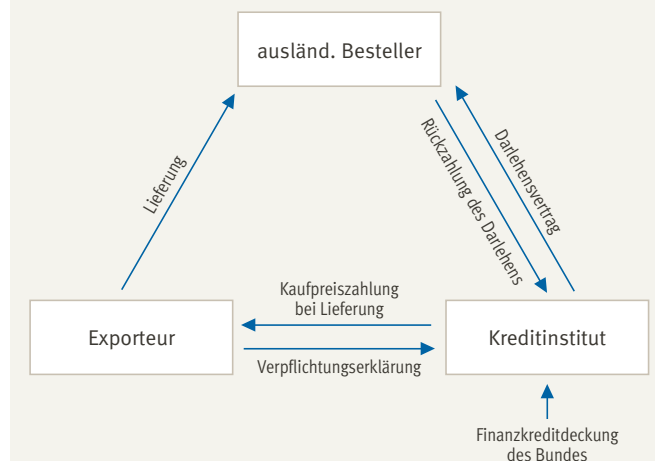 ausländ. Besteller
Lieferung
Rückzahlung des Darlehens
Darlehensvertrag
Kaufpreiszahlung
bei Lieferung
Exporteur
Kreditinstitut
Verpflichtungserklärung
Finanzkreditdeckung
des Bundes